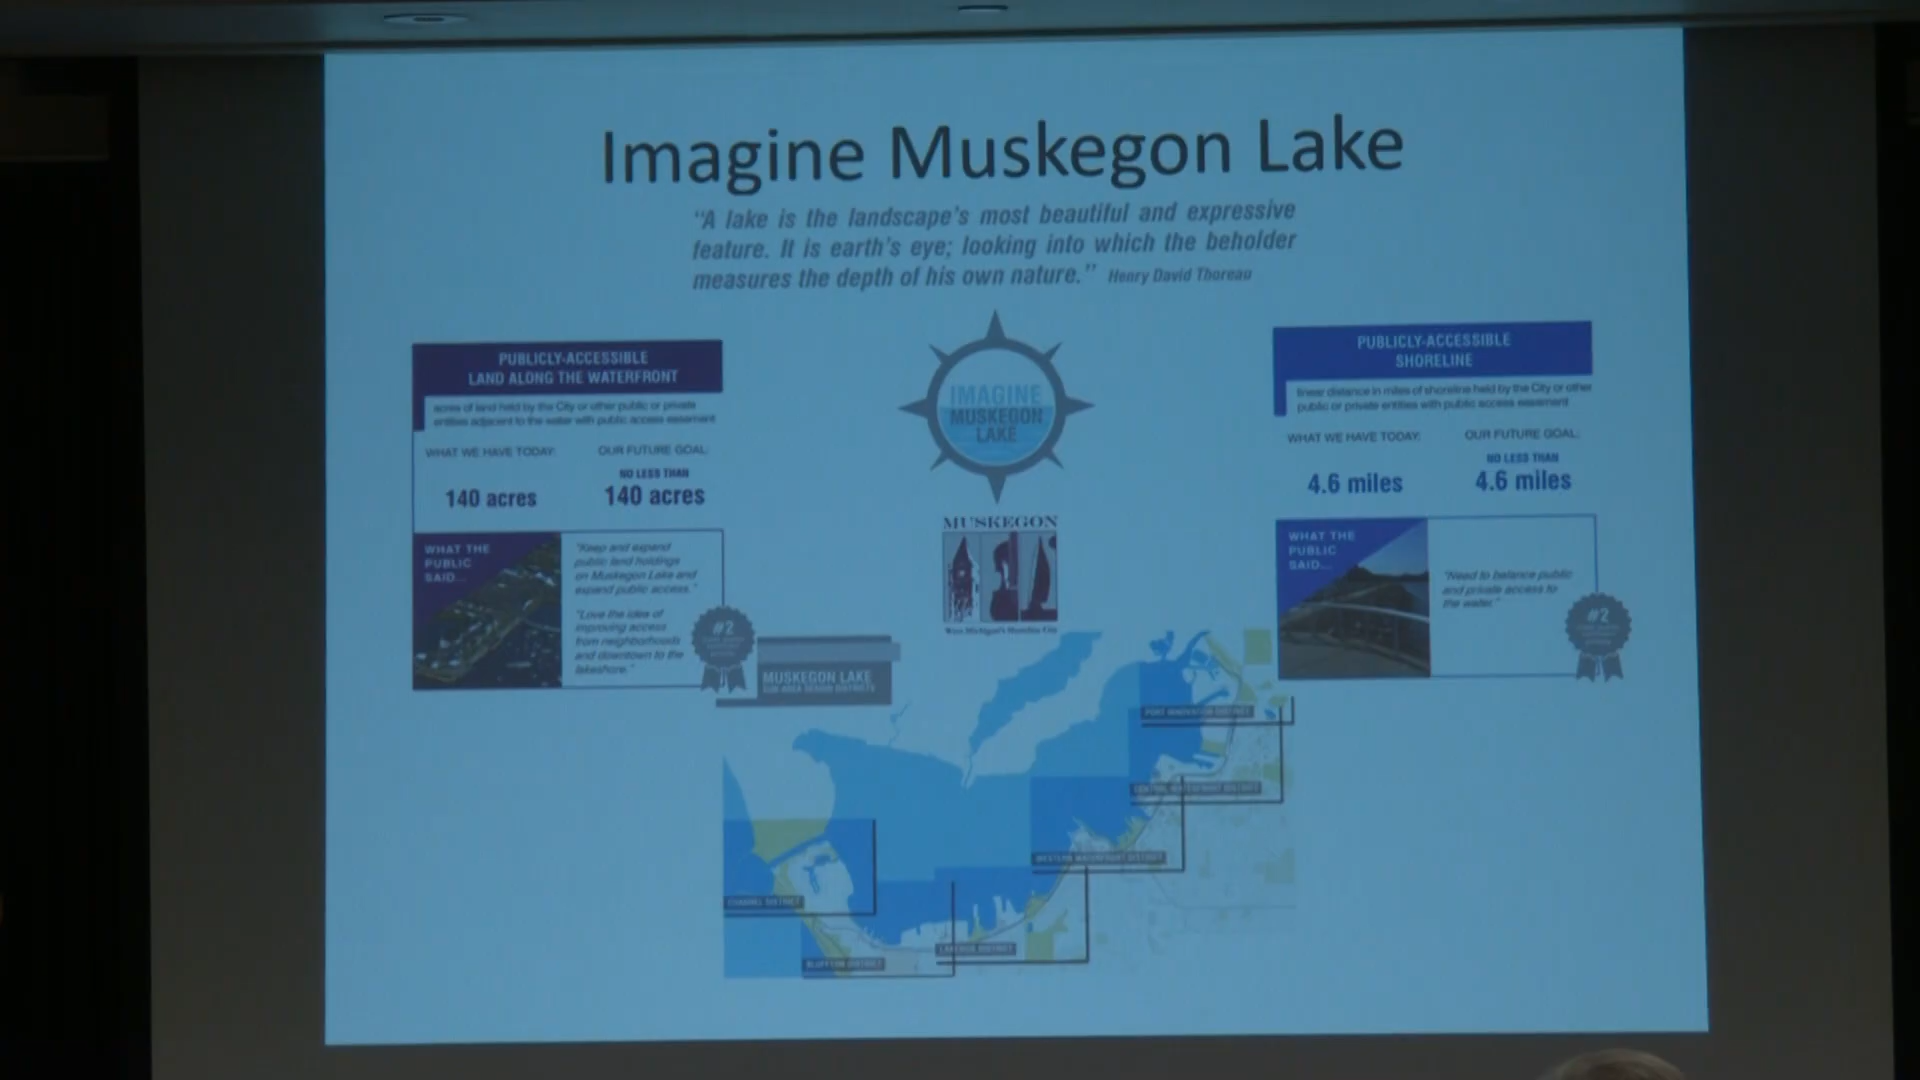 Imagine Muskegon Lake
"A lake is the landscape's most beautiful and expressive
feature. It is earth's eye; looking into which the beholder
measures the depth of his own nature." Henry David Thoreau
PUBLICLY-ACCESSIBLE
LAND ALONG THE WATERFRONT
acres of land held by the City or other public or private
entities adjacent to the water with public access easement
WHAT WE HAVE TODAY:
OUR FUTURE GOAL:
NO LESS THAN
140 acres
140 acres
WHAT THE
PUBLIC
SAID...
"Keep and expand
public land holdings
on Muskegon Lake and
expand public access."
"Love the idea of
improving access
from neighborhoods
and downtown to the
lakeshore."
#2
IMAGINE
MUSKEGON
LAKE
MUSKEGON
West Michigan's Shoreline City
PUBLICLY-ACCESSIBLE
SHORELINE
linear distance in miles of shoreline held by the City or other
public or private entities with public access easement
WHAT WE HAVE TODAY:
OUR FUTURE GOAL:
NO LESS THAN
4.6 miles
4.6 miles
WHAT THE
PUBLIC
SAID...
"Need to balance public
and private access to
the water."
#2
MUSKEGON LAKE
SUB-AREA DESIGN DISTRICTS
PORT INNOVATION DISTRICT
CENTRAL WATERFRONT DISTRICT
WESTERN WATERFRONT DISTRICT
CHANNEL DISTRICT
LAKESIDE DISTRICT
BLUFFTON DISTRICT